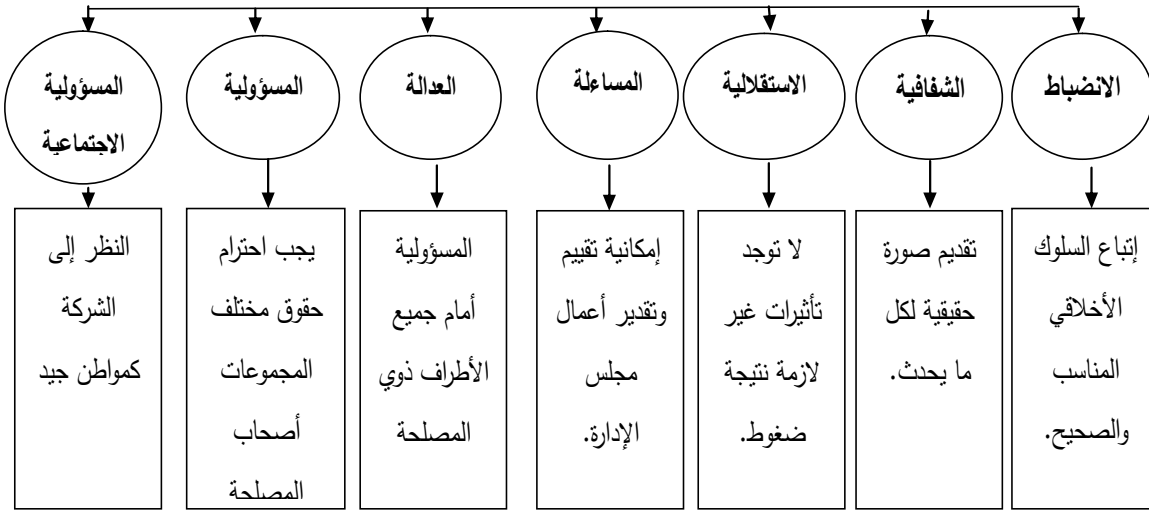 الانضباط
الشفافية
الاستقلالية
المساءلة
العدالة
المسؤولية
المسؤولية
الاجتماعية
إتباع السلوك
الأخلاقي
المناسب
والصحيح.
تقديم صورة
حقيقية لكل
ما يحدث.
لا توجد
تأثيرات غير
لازمة نتيجة
ضغوط.
إمكانية تقييم
وتقدير أعمال
مجلس
الإدارة.
المسؤولية
أمام جميع
الأطراف ذوي
المصلحة
يجب احترام
حقوق مختلف
المجموعات
أصحاب
المصلحة
النظر إلى
الشركة
كمواطن جيد